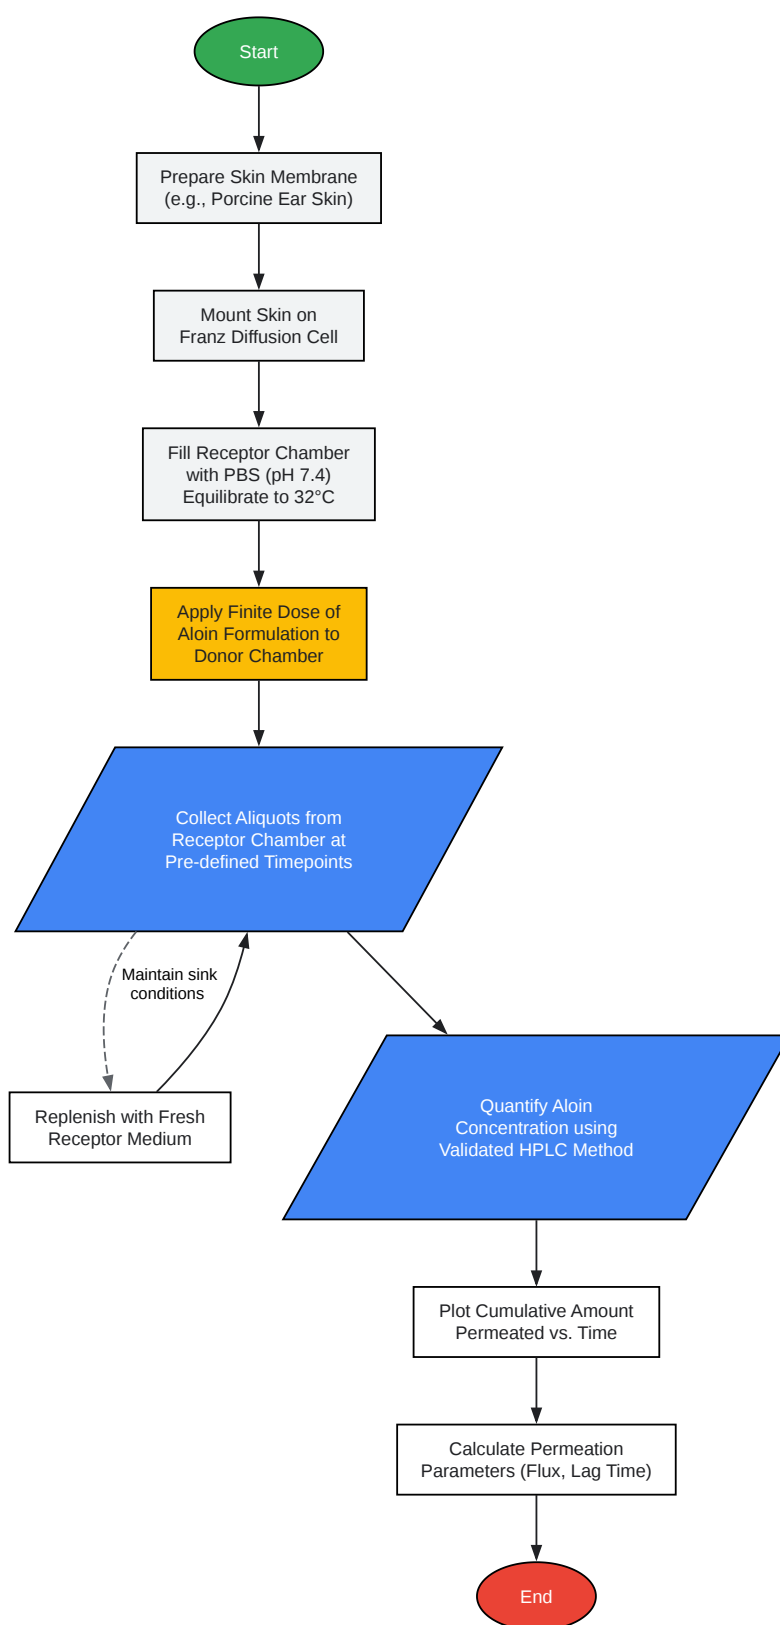 Start
Prepare Skin Membrane
(e.g., Porcine Ear Skin)
Mount Skin on
Franz Diffusion Cell
Fill Receptor Chamber
with PBS (pH 7.4)
Equilibrate to 32°C
Apply Finite Dose of
Aloin Formulation to
Donor Chamber
Collect Aliquots from
Receptor Chamber at
Pre-defined Timepoints
Maintain sink
conditions
Replenish with Fresh
Receptor Medium
Quantify Aloin
Concentration using
Validated HPLC Method
Plot Cumulative Amount
Permeated vs. Time
Calculate Permeation
Parameters (Flux, Lag Time)
End